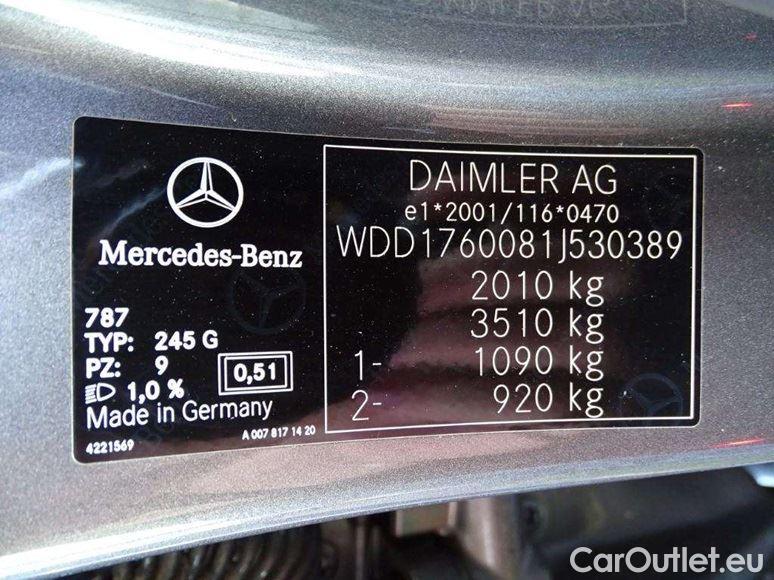 Mercedes-Benz
787
TYP: 245 G
PZ: 9
1,0 %
0,51
Made in Germany
4221569
A 007 817 14 20
DAIMLER AG
e1*2001/116*0470
WDD1760081J530389
2010 kg
3510 kg
1- 1090 kg
2- 920 kg
CarOutlet.eu